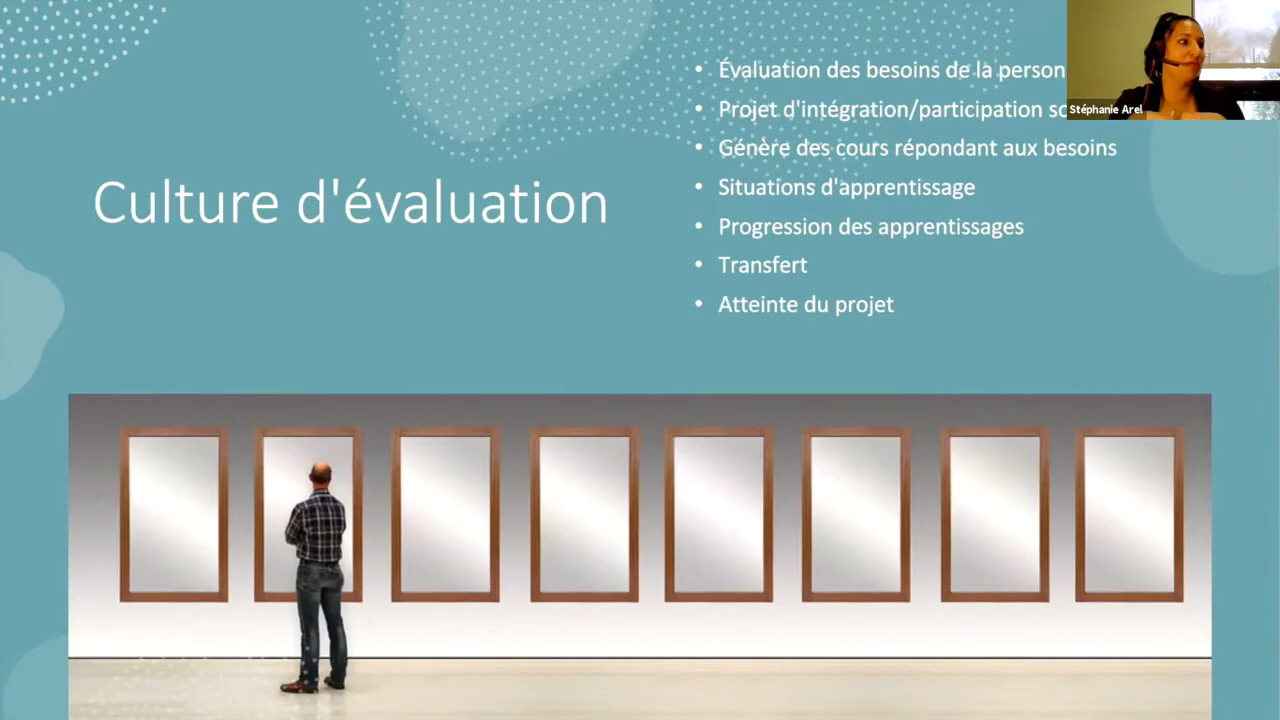 Culture d'évaluation
• Évaluation des besoins de la person
• Projet d'intégration/participation so
• Génère des cours répondant aux besoins
• Situations d'apprentissage
• Progression des apprentissages
• Transfert
• Atteinte du projet
Stéphanie Arel